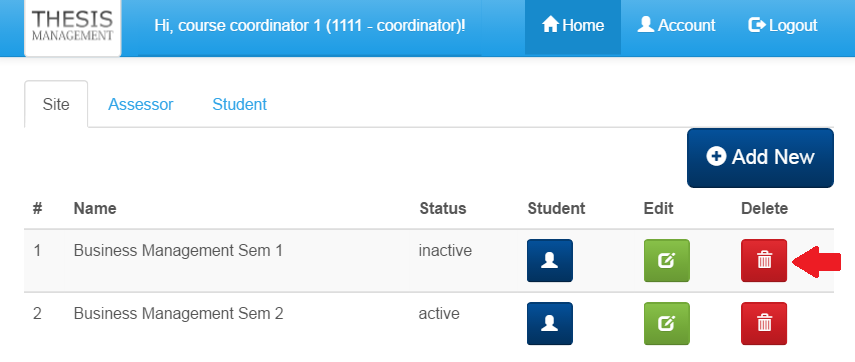 THESIS
MANAGEMENT
Hi, course coordinator 1 (1111 - coordinator)!
Home
Account
Logout
Site
Assessor
Student
Add New
# Name Status Student Edit Delete
1 Business Management Sem 1 inactive
2 Business Management Sem 2 active